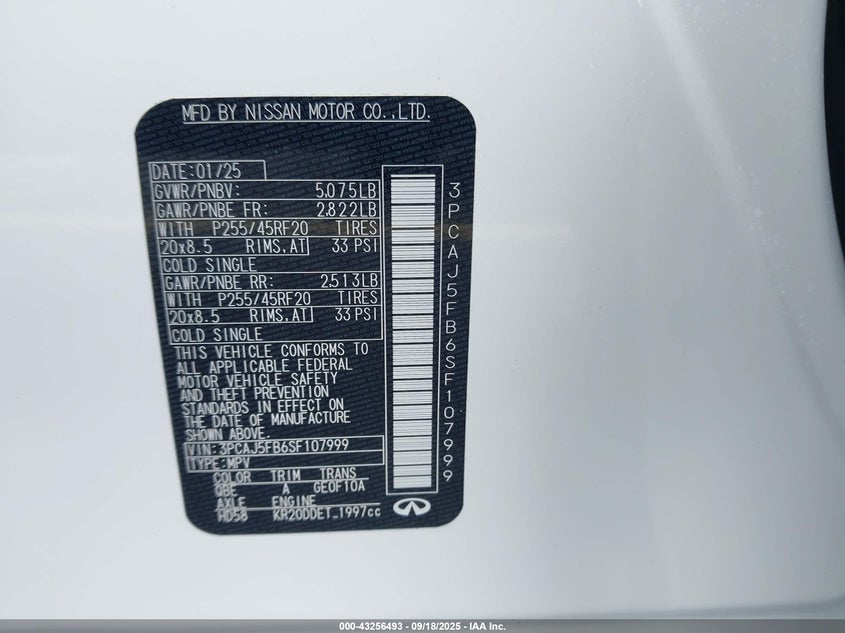 MFD BY NISSAN MOTOR CO.,LTD.
DATE:01/25
GVWR/PNBV: 5.075LB
GAWR/PNBE FR: 2.822LB
WITH P255/45RF20 TIRES
20x8.5 RIMS.AT 33 PSI
COLD SINGLE
GAWR/PNBE RR: 2.513LB
WITH P255/45RF20 TIRES
20x8.5 RIMS.AT 33 PSI
COLD SINGLE
THIS VEHICLE CONFORMS TO
ALL APPLICABLE FEDERAL
MOTOR VEHICLE SAFETY
AND THEFT PREVENTION
STANDARDS IN EFFECT ON
THE DATE OF MANUFACTURE
SHOWN ABOVE.
VIN:3PCAJ5FB6SF107999
TYPE:MPV
COLOR TRIM TRANS
QBE A GE0F10A
AXLE ENGINE
HD58 KR20DDET_1997cc
3PCAJ5FB6SF107999
000-43256493 - 09/18/2025 - IAA Inc.